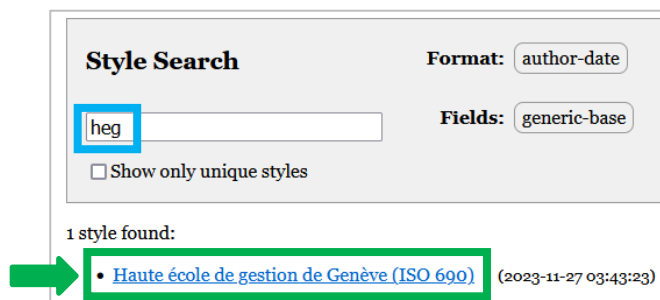 Style Search
Format: author-date
heg
Fields: generic-base
Show only unique styles
1 style found:
• Haute école de gestion de Genève (ISO 690) (2023-11-27 03:43:23)